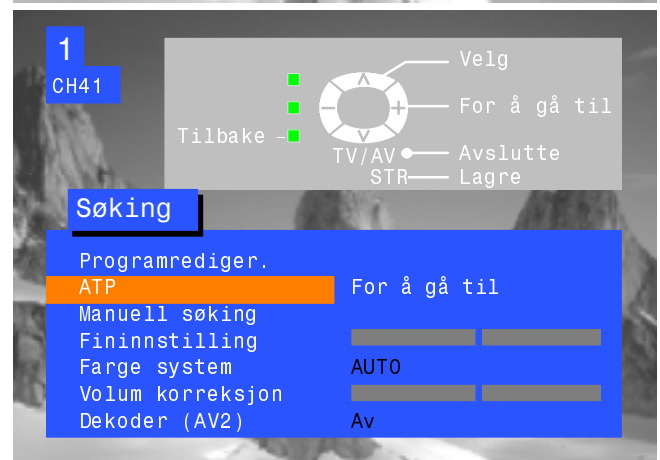 1
CH41
Velg
For å gå til
Tilbake
TV/AV Avslutte
STR Lagre
Søking
Programrediger.
ATP For å gå til
Manuell søking
Fininnstilling
Farge system AUTO
Volum korreksjon
Dekoder (AV2) Av